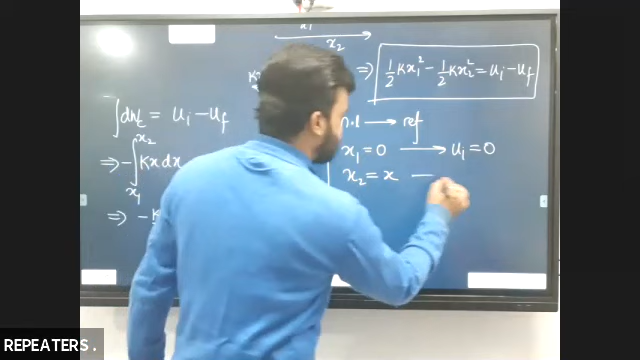 x₂
⇒ ½Kx₁² − ½Kx₂² = Uᵢ − U_f
∫dW = Uᵢ − U_f
⇒ −∫_{x₁}^{x₂} Kx dx
⇒ −
n.l → ref
x₁ = 0 → Uᵢ = 0
x₂ = x —
REPEATERS .